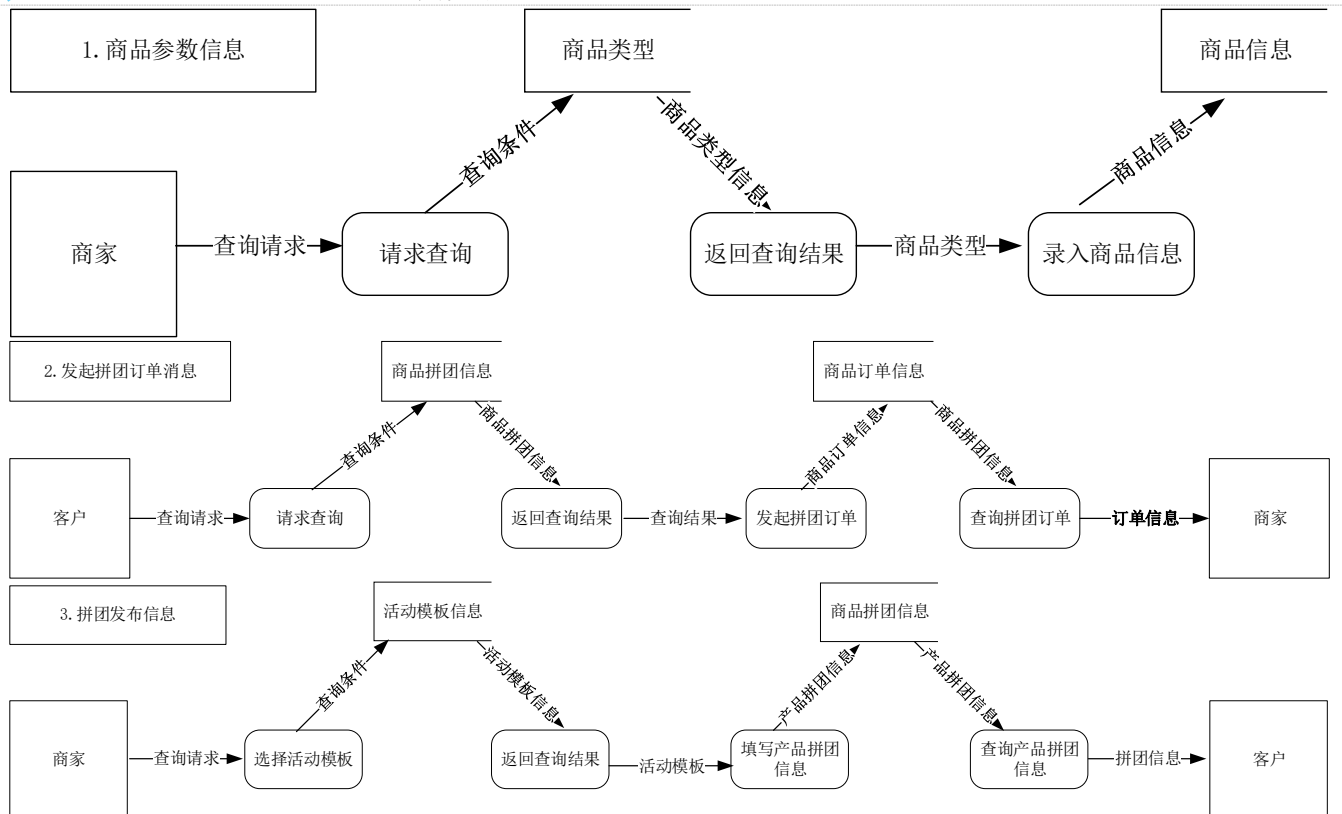 1.商品参数信息
商品类型
商品信息
查询条件
商品类型信息
商品信息
商家
查询请求
请求查询
返回查询结果
商品类型
录入商品信息
2.发起拼团订单消息
商品拼团信息
商品订单信息
查询条件
商品拼团信息
商品订单信息
商品拼团信息
客户
查询请求
请求查询
返回查询结果
查询结果
发起拼团订单
查询拼团订单
订单信息
商家
3.拼团发布信息
活动模板信息
商品拼团信息
查询条件
活动模板信息
产品拼团信息
产品拼团信息
商家
查询请求
选择活动模板
返回查询结果
活动模板
填写产品拼团
信息
查询产品拼团
信息
拼团信息
客户